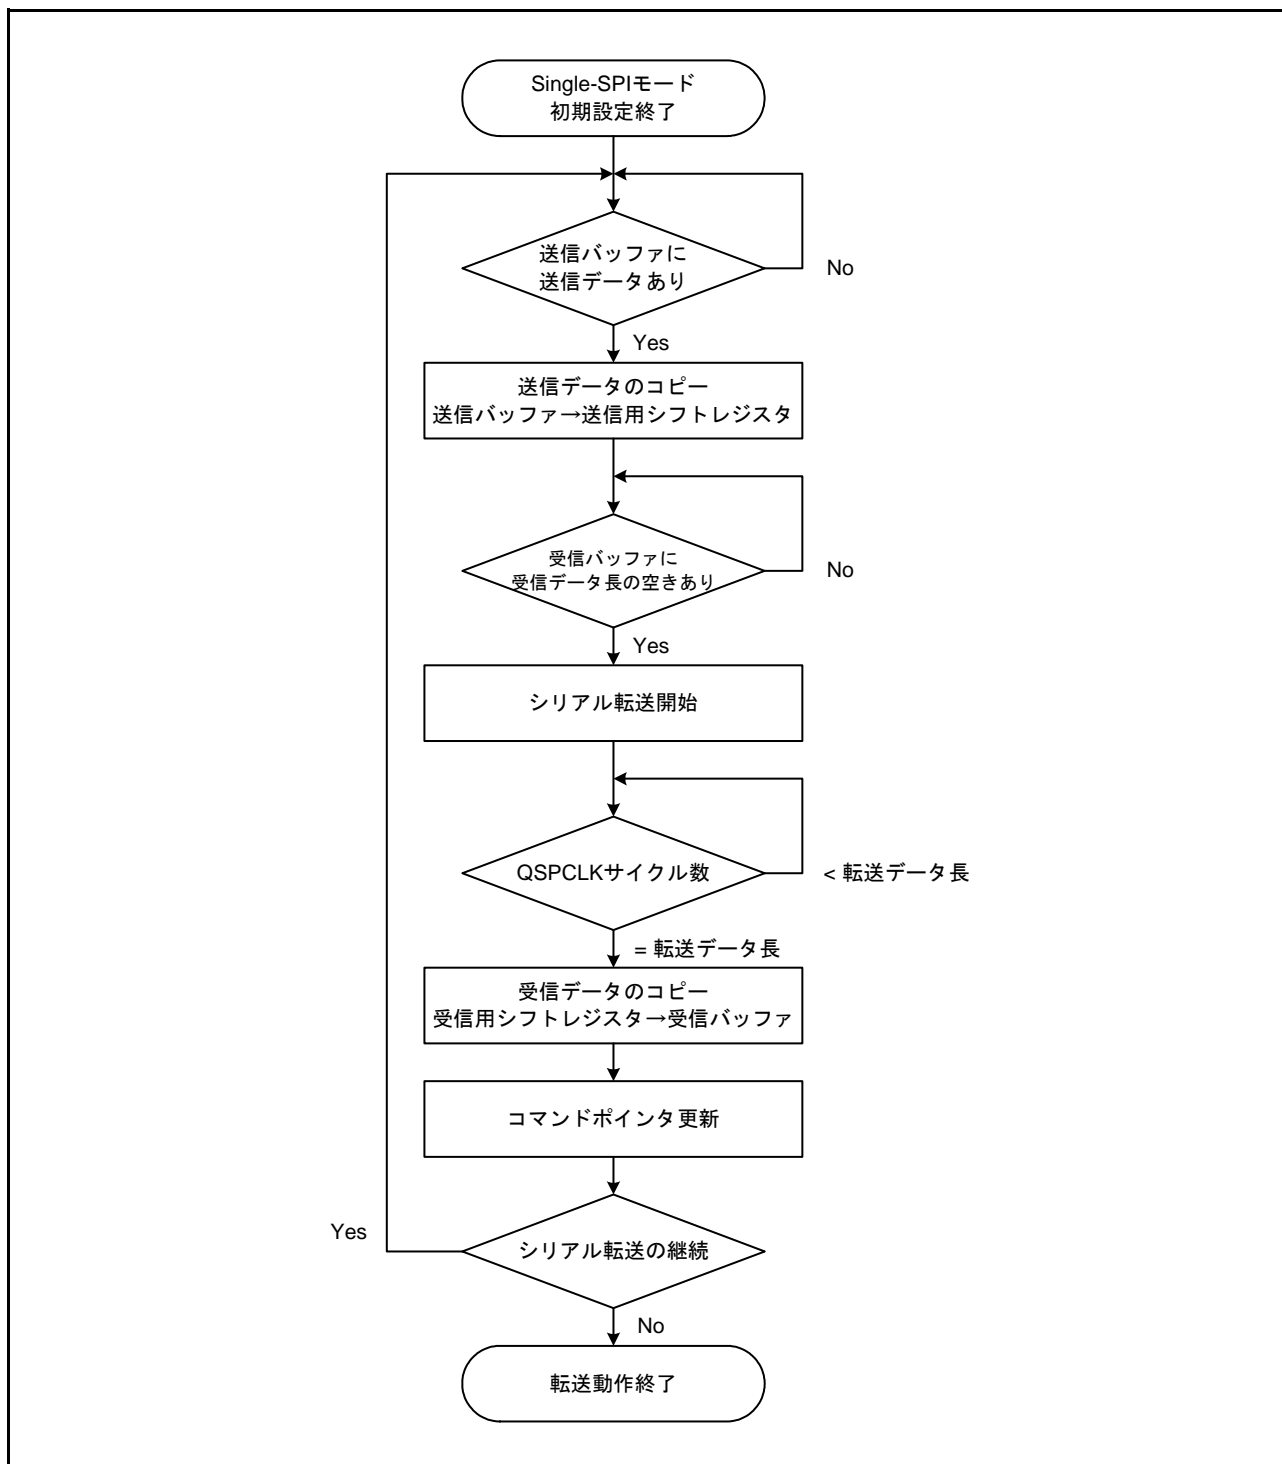 Single-SPIモード
初期設定終了
送信バッファに
送信データあり
No
Yes
送信データのコピー
送信バッファ→送信用シフトレジスタ
受信バッファに
受信データ長の空きあり
No
Yes
シリアル転送開始
QSPCLKサイクル数
< 転送データ長
= 転送データ長
受信データのコピー
受信用シフトレジスタ→受信バッファ
コマンドポインタ更新
Yes
シリアル転送の継続
No
転送動作終了